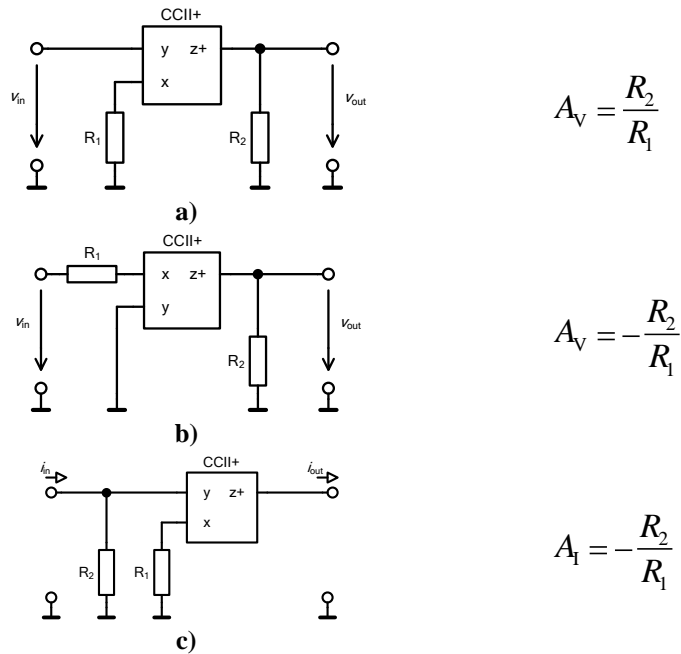 CCII+
y z+
x
v_in
v_out
R₁
R₂
A_V = R₂/R₁
a)
CCII+
R₁
x z+
y
v_in
v_out
R₂
A_V = −R₂/R₁
b)
i_in
i_out
CCII+
y z+
x
R₂
R₁
A_I = −R₂/R₁
c)